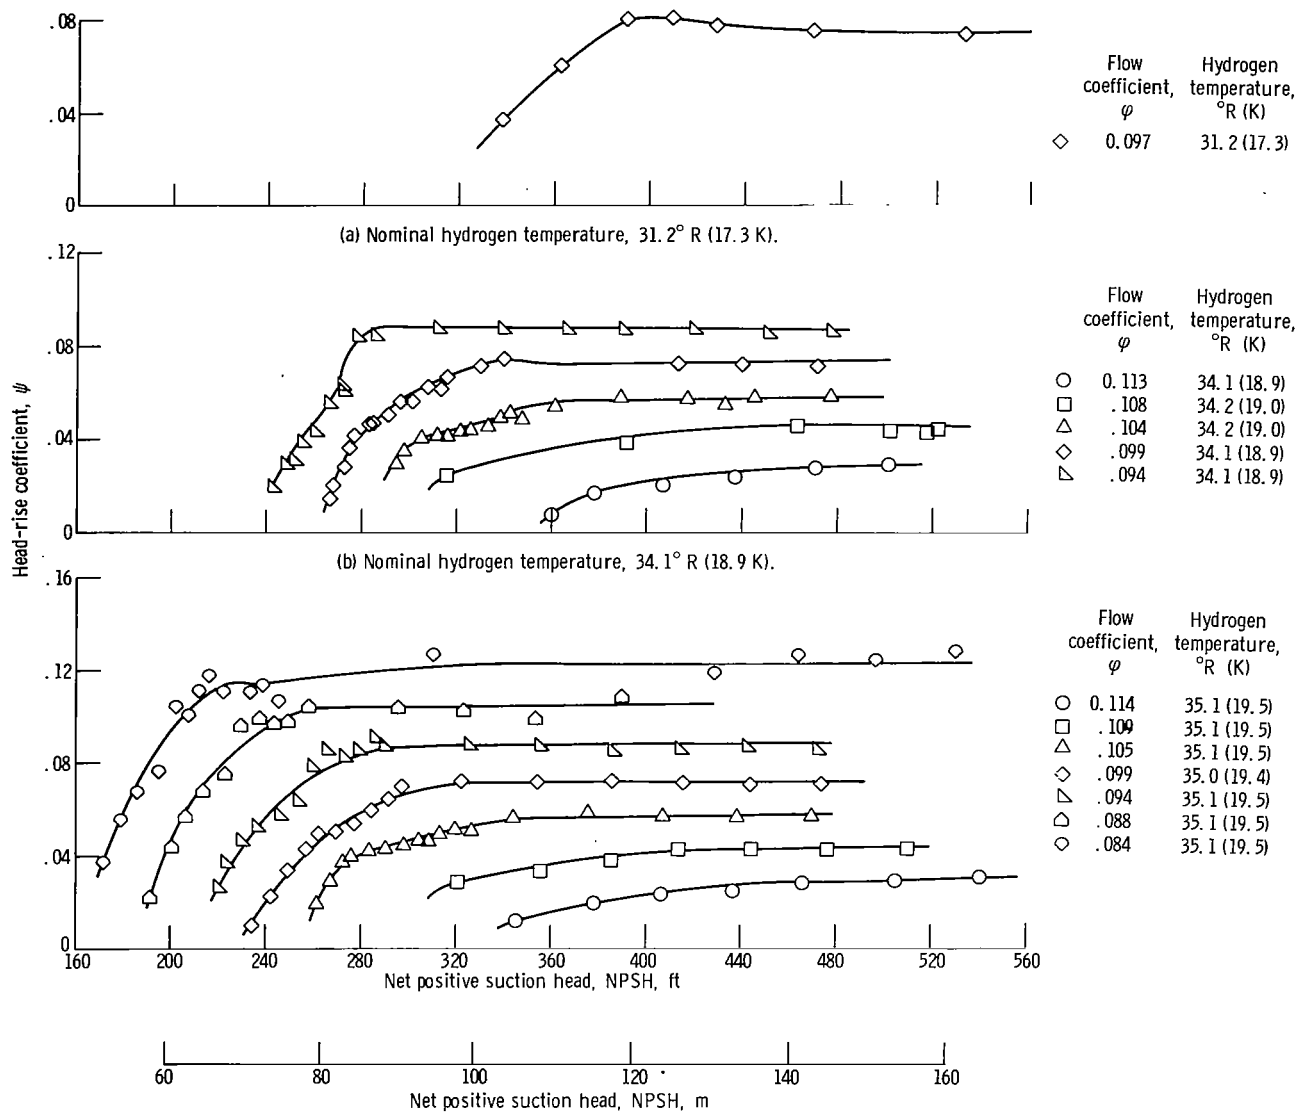 .08
.04
0
Flow
coefficient,
φ
Hydrogen
temperature,
°R (K)
0.097 31.2 (17.3)
(a) Nominal hydrogen temperature, 31.2° R (17.3 K).
.12
.08
.04
0
Flow
coefficient,
φ
Hydrogen
temperature,
°R (K)
0.113 34.1 (18.9)
.108 34.2 (19.0)
.104 34.2 (19.0)
.099 34.1 (18.9)
.094 34.1 (18.9)
(b) Nominal hydrogen temperature, 34.1° R (18.9 K).
Head-rise coefficient, ψ
.16
.12
.08
.04
0
Flow
coefficient,
φ
Hydrogen
temperature,
°R (K)
0.114 35.1 (19.5)
.109 35.1 (19.5)
.105 35.1 (19.5)
.099 35.0 (19.4)
.094 35.1 (19.5)
.088 35.1 (19.5)
.084 35.1 (19.5)
160 200 240 280 320 360 400 440 480 520 560
Net positive suction head, NPSH, ft
60 80 100 120 140 160
Net positive suction head, NPSH, m